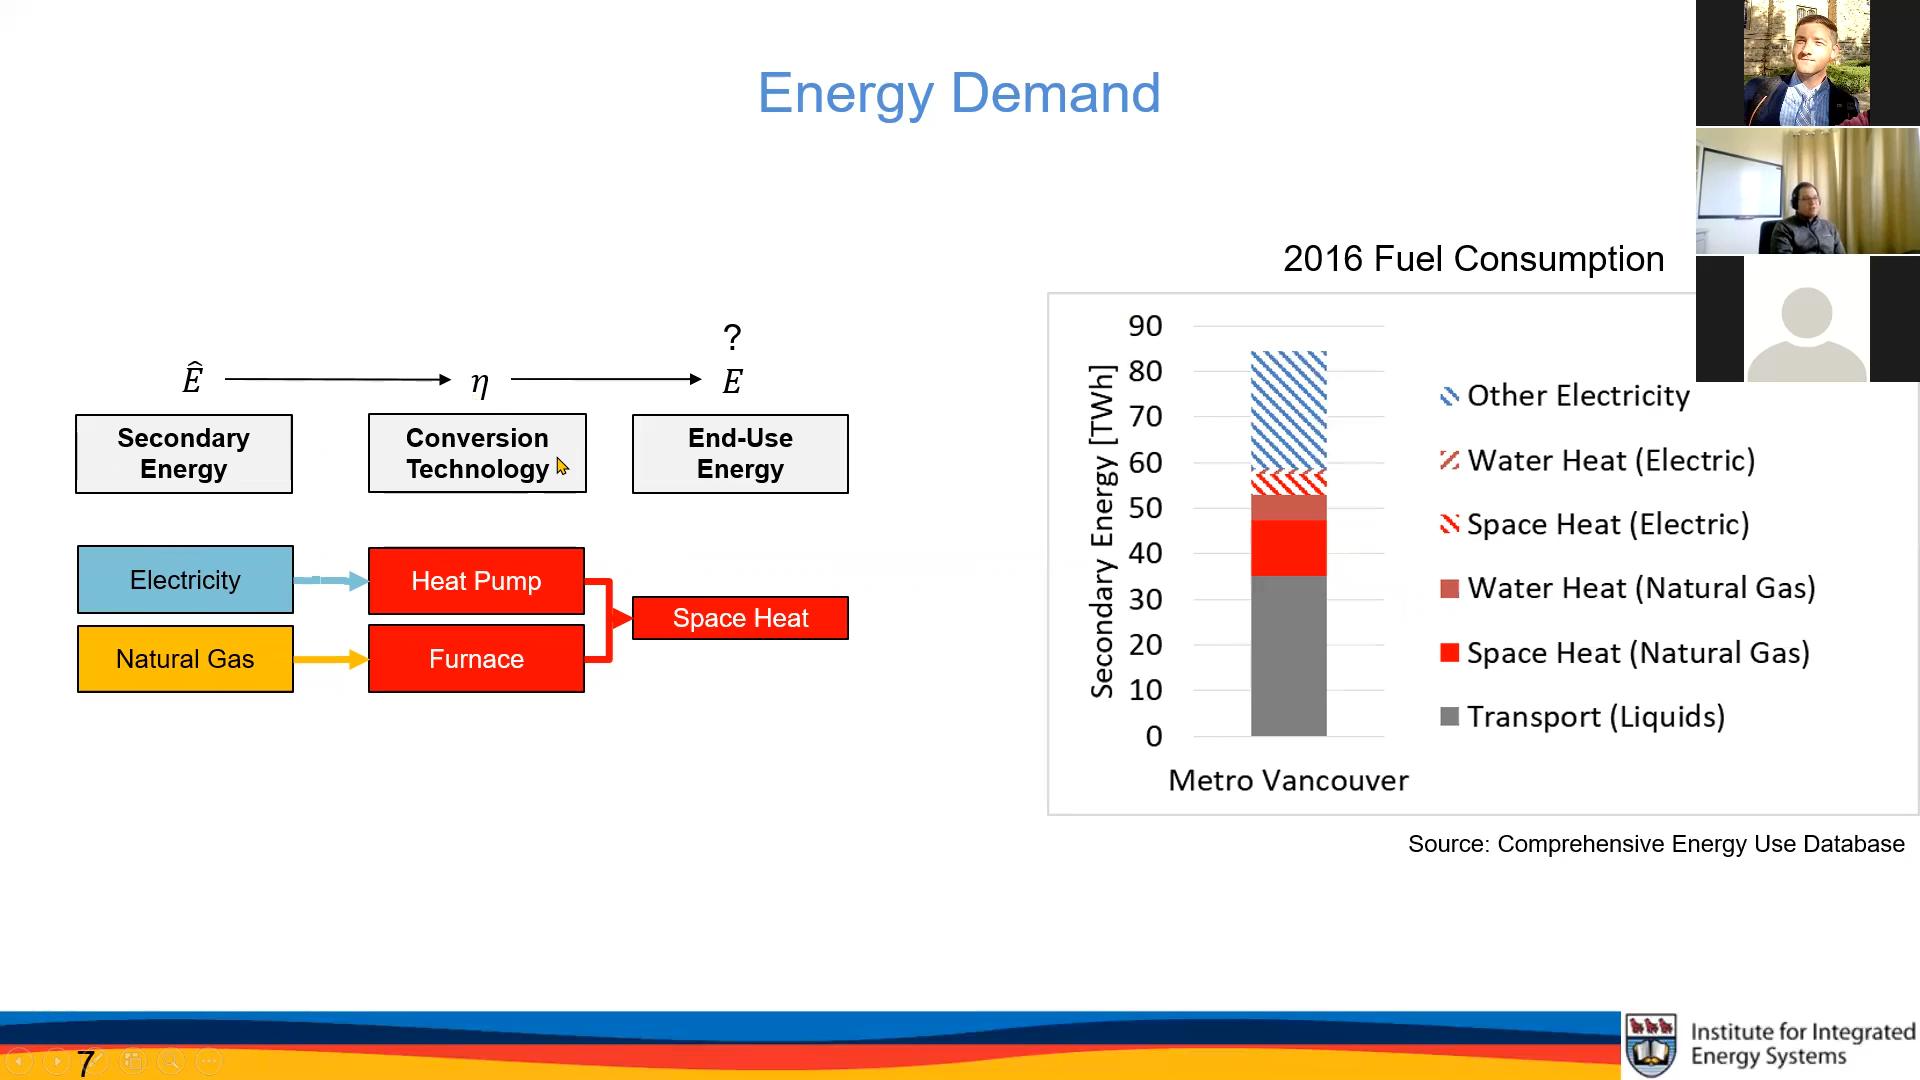 Energy Demand
?
Ê
η
E
Secondary
Energy
Conversion
Technology
End-Use
Energy
Electricity
Heat Pump
Natural Gas
Furnace
Space Heat
2016 Fuel Consumption
Secondary Energy [TWh]
90
80
70
60
50
40
30
20
10
0
Metro Vancouver
Other Electricity
Water Heat (Electric)
Space Heat (Electric)
Water Heat (Natural Gas)
Space Heat (Natural Gas)
Transport (Liquids)
Source: Comprehensive Energy Use Database
7
Institute for Integrated
Energy Systems